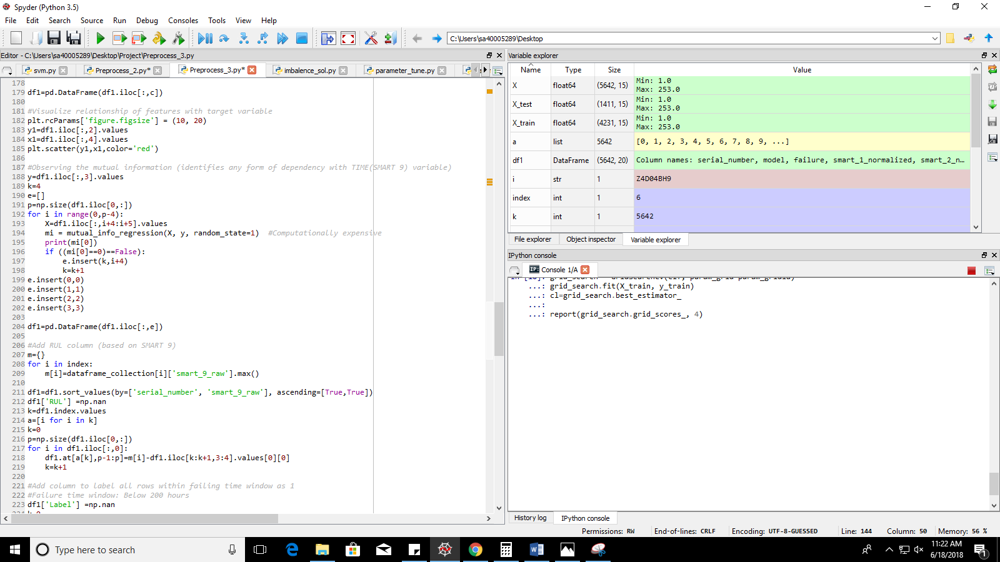 Spyder (Python 3.5)
File Edit Search Source Run Debug Consoles Tools View Help
C:\Users\sa40005289\Desktop
Editor - C:\Users\sa40005289\Desktop\Project\Preprocess_3.py
svm.py Preprocess_2.py* Preprocess_3.py* imbalence_sol.py parameter_tune.py
178
179 df1=pd.DataFrame(df1.iloc[:,c])
180
181 #Visualize relationship of features with target variable
182 plt.rcParams['figure.figsize'] = (10, 20)
183 y1=df1.iloc[:,2].values
184 x1=df1.iloc[:,4].values
185 plt.scatter(y1,x1,color='red')
186
187 #Observing the mutual information (identifies any form of dependency with TIME(SMART 9) variable)
188 y=df1.iloc[:,3].values
189 k=4
190 e=[]
191 p=np.size(df1.iloc[0,:])
192 for i in range(0,p-4):
193 X=df1.iloc[:,i+4:i+5].values
194 mi = mutual_info_regression(X, y, random_state=1) #Computationally expensive
195 print(mi[0])
196 if ((mi[0]==0)==False):
197 e.insert(k,i+4)
198 k=k+1
199 e.insert(0,0)
200 e.insert(1,1)
201 e.insert(2,2)
202 e.insert(3,3)
203
204 df1=pd.DataFrame(df1.iloc[:,e])
205
206 #Add RUL column (based on SMART 9)
207 m={}
208 for i in index:
209 m[i]=dataframe_collection[i]['smart_9_raw'].max()
210
211 df1=df1.sort_values(by=['serial_number', 'smart_9_raw'], ascending=[True,True])
212 df1['RUL'] =np.nan
213 k=df1.index.values
214 a=[i for i in k]
215 k=0
216 p=np.size(df1.iloc[0,:])
217 for i in df1.iloc[:,0]:
218 df1.at[a[k],p-1:p]=m[i]-df1.iloc[k:k+1,3:4].values[0][0]
219 k=k+1
220
221 #Add column to label all rows within failing time window as 1
222 #Failure time window: Below 200 hours
223 df1['Label'] =np.nan
Variable explorer
Name Type Size Value
X float64 (5642, 15) Min: 1.0
Max: 253.0
X_test float64 (1411, 15) Min: 1.0
Max: 253.0
X_train float64 (4231, 15) Min: 1.0
Max: 253.0
a list 5642 [0, 1, 2, 3, 4, 5, 6, 7, 8, 9, ...]
df1 DataFrame (5642, 20) Column names: serial_number, model, failure, smart_1_normalized, smart_2_n…
i str 1 Z4D04BH9
index int 1 6
k int 1 5642
File explorer Object inspector Variable explorer
IPython console
IP: Console 1/A
...: grid_search.fit(X_train, y_train)
...: cl=grid_search.best_estimator_
...:
...: report(grid_search.grid_scores_, 4)
History log IPython console
Permissions: RW End-of-lines: CRLF Encoding: UTF-8-GUESSED Line: 144 Column: 50 Memory: 56 %
Type here to search
11:22 AM
6/18/2018
1